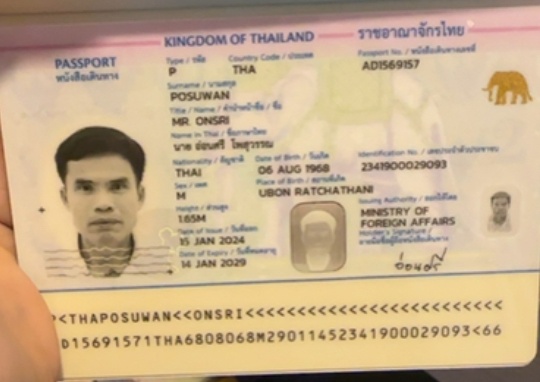 KINGDOM OF THAILAND ราชอาณาจักรไทย
PASSPORT
หนังสือเดินทาง
Type / รหัส Country Code / ประเทศ Passport No. / หนังสือเดินทางเลขที่
P THA AD1569157
Surname / นามสกุล
POSUWAN
Title / Name / คำนำหน้าชื่อ / ชื่อ
MR. ONSRI
Name in Thai / ชื่อภาษาไทย
นาย อ่อนศรี โพสุวรรณ
Nationality / สัญชาติ Date of Birth / วันเกิด Identification No. / เลขประจำตัวประชาชน
THAI 06 AUG 1968 2341900029093
Sex / เพศ Place of Birth / สถานที่เกิด
M UBON RATCHATHANI
Height / ส่วนสูง Issuing Authority / ออกให้โดย
1.65M MINISTRY OF
FOREIGN AFFAIRS
Date of Issue / วันที่ออก Holder's Signature /
15 JAN 2024 ลายมือชื่อผู้ถือหนังสือเดินทาง
Date of Expiry / วันที่หมดอายุ
14 JAN 2029 อ่อนศรี
<THAPOSUWAN<<ONSRI<<<<<<<<<<<<<<<<<<<<<<<<<
D15691571THA6808068M29011452341900029093<66